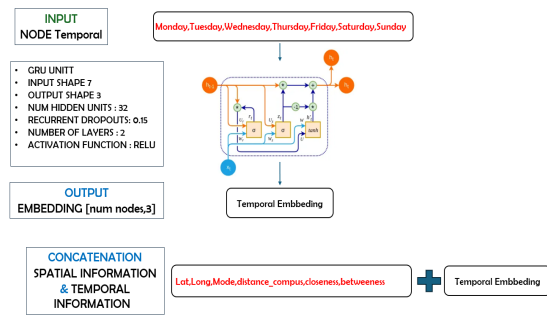 INPUT
NODE Temporal
Monday,Tuesday,Wednesday,Thursday,Friday,Saturday,Sunday
• GRU UNITT
• INPUT SHAPE 7
• OUTPUT SHAPE 3
• NUM HIDDEN UNITS : 32
• RECURRENT DROPOUTS: 0.15
• NUMBER OF LAYERS : 2
• ACTIVATION FUNCTION : RELU
tanh
OUTPUT
EMBEDDING [num nodes,3]
Temporal Embbeding
CONCATENATION
SPATIAL INFORMATION
& TEMPORAL
INFORMATION
Lat,Long,Mode,distance_compus,closeness,betweeness
Temporal Embbeding